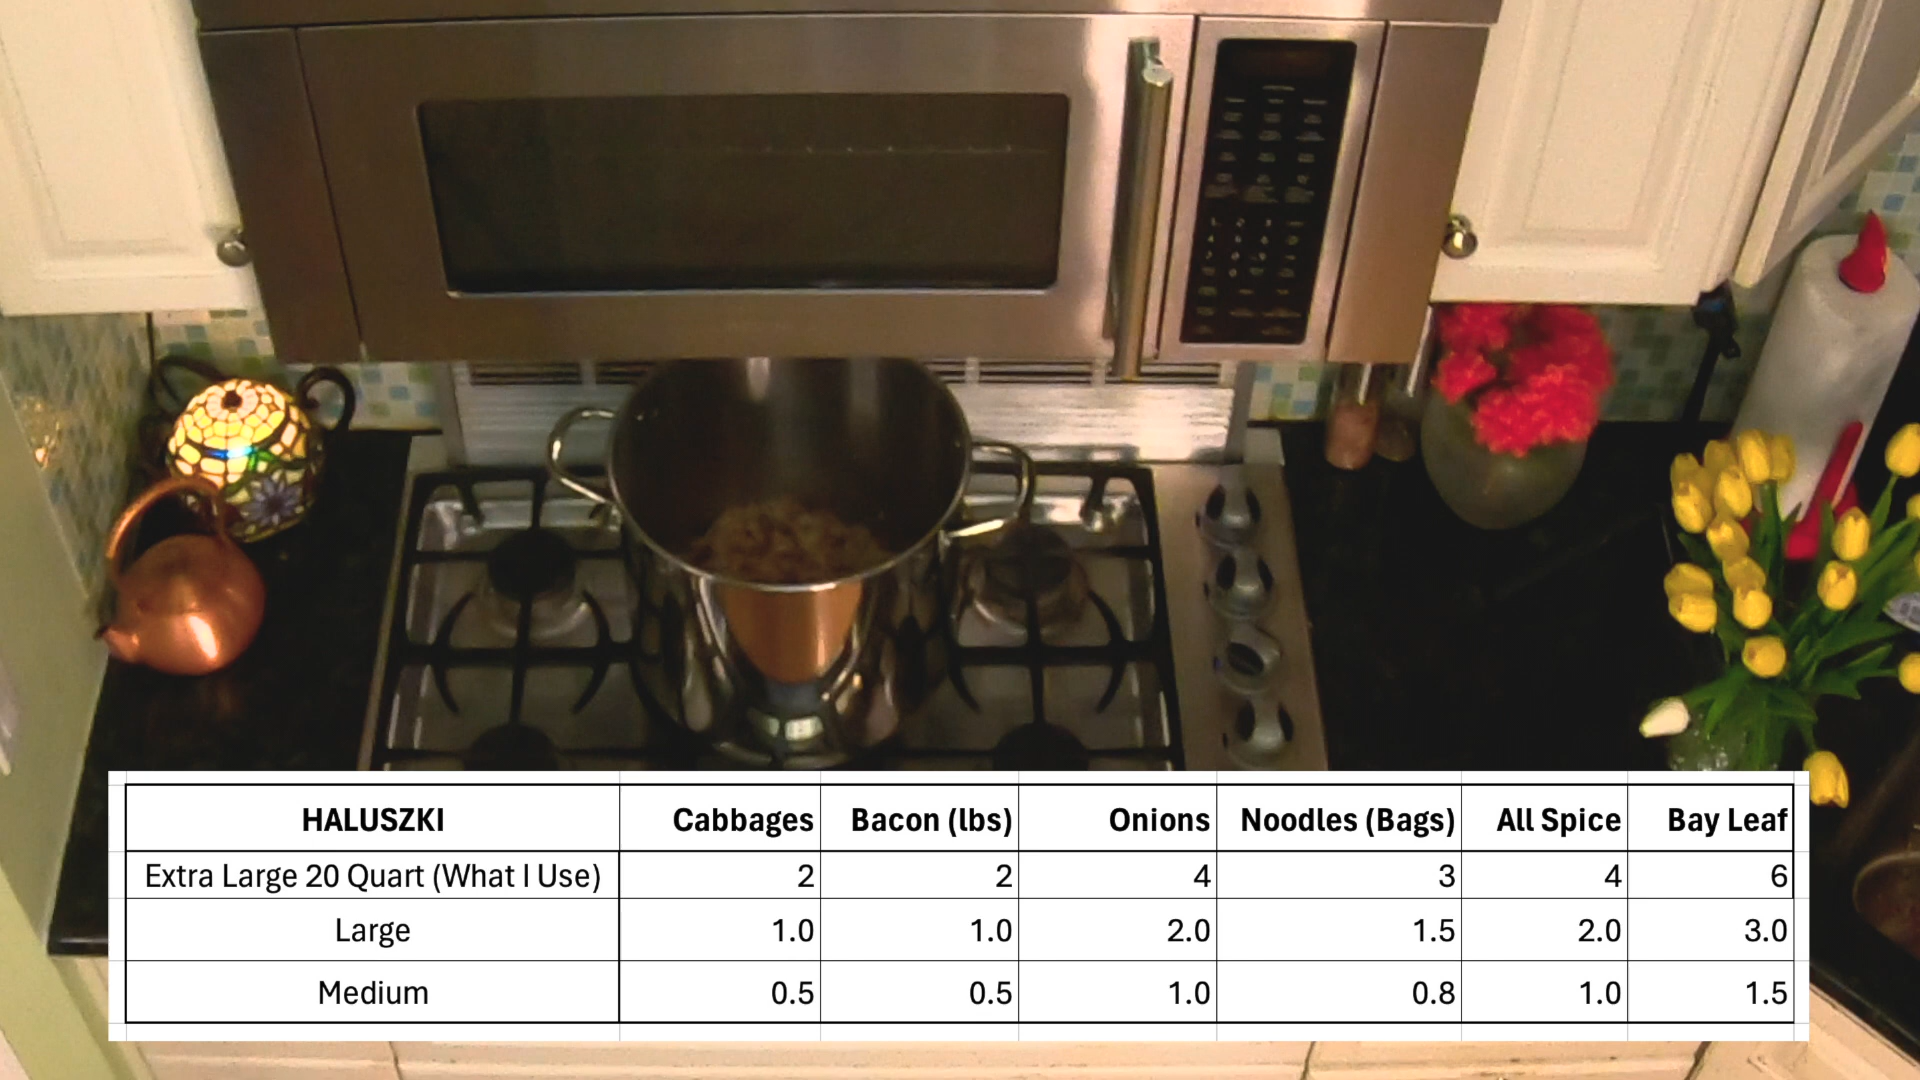 HALUSZKI Cabbages Bacon (lbs) Onions Noodles (Bags) All Spice Bay Leaf
Extra Large 20 Quart (What I Use) 2 2 4 3 4 6
Large 1.0 1.0 2.0 1.5 2.0 3.0
Medium 0.5 0.5 1.0 0.8 1.0 1.5